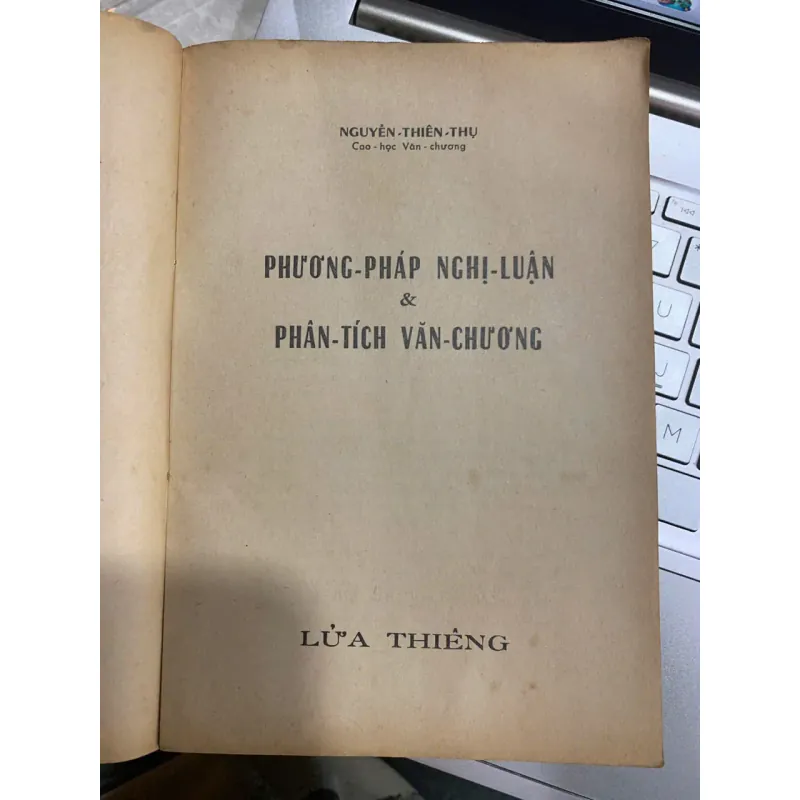 NGUYỄN-THIÊN-THỤ
Cao-học Văn-chương
PHƯƠNG-PHÁP NGHỊ-LUẬN
&
PHÂN-TÍCH VĂN-CHƯƠNG
LỬA THIÊNG
U
M